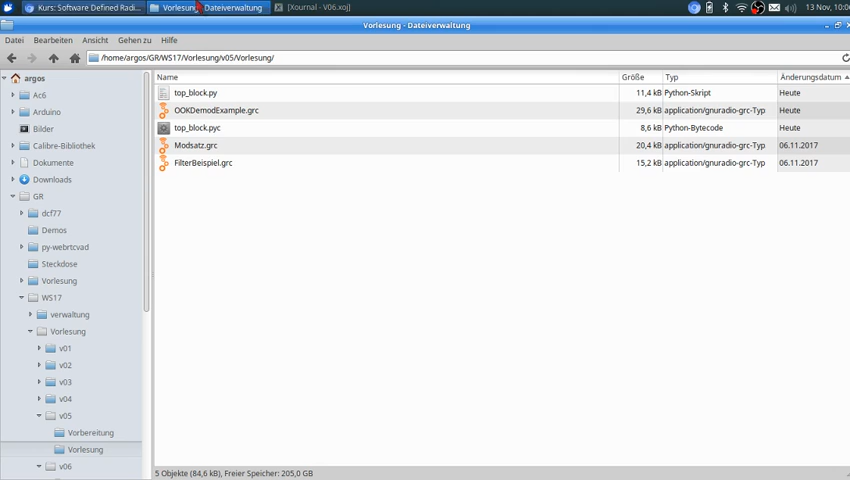 Kurs: Software Defined Radi...
Vorlesung - Dateiverwaltung
[Xournal - V06.xoj]
Vorlesung - Dateiverwaltung
Datei Bearbeiten Ansicht Gehen zu Hilfe
/home/argos/GR/WS17/Vorlesung/v05/Vorlesung/
argos
Ac6
Arduino
Bilder
Calibre-Bibliothek
Dokumente
Downloads
GR
dcf77
Demos
py-webrtcvad
Steckdose
Vorlesung
WS17
verwaltung
Vorlesung
v01
v02
v03
v04
v05
Vorbereitung
Vorlesung
v06
Name Größe Typ Änderungsdatum
top_block.py 11,4 kB Python-Skript Heute
OOKDemodExample.grc 29,6 kB application/gnuradio-grc-Typ Heute
top_block.pyc 8,6 kB Python-Bytecode Heute
Modsatz.grc 20,4 kB application/gnuradio-grc-Typ 06.11.2017
FilterBeispiel.grc 15,2 kB application/gnuradio-grc-Typ 06.11.2017
5 Objekte (84,6 kB), Freier Speicher: 205,0 GB